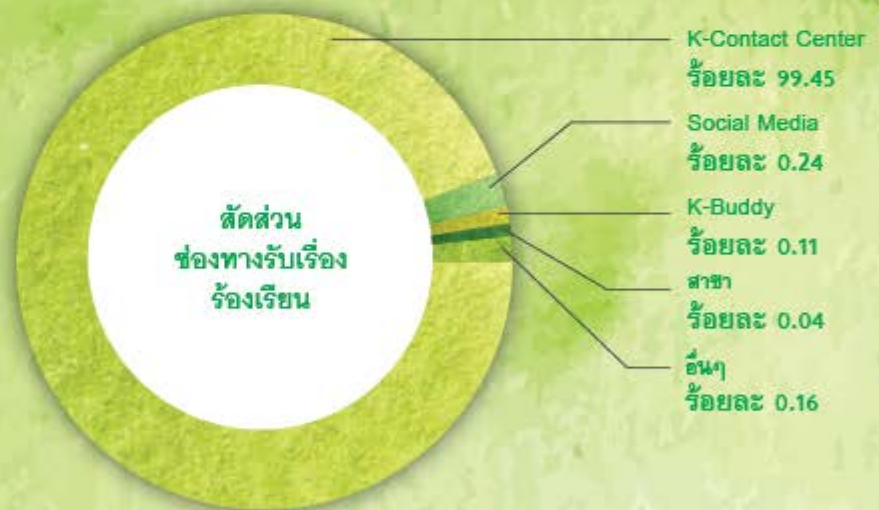 สัดส่วน
ช่องทางรับเรื่อง
ร้องเรียน
K-Contact Center
ร้อยละ 99.45
Social Media
ร้อยละ 0.24
K-Buddy
ร้อยละ 0.11
สาขา
ร้อยละ 0.04
อื่นๆ
ร้อยละ 0.16